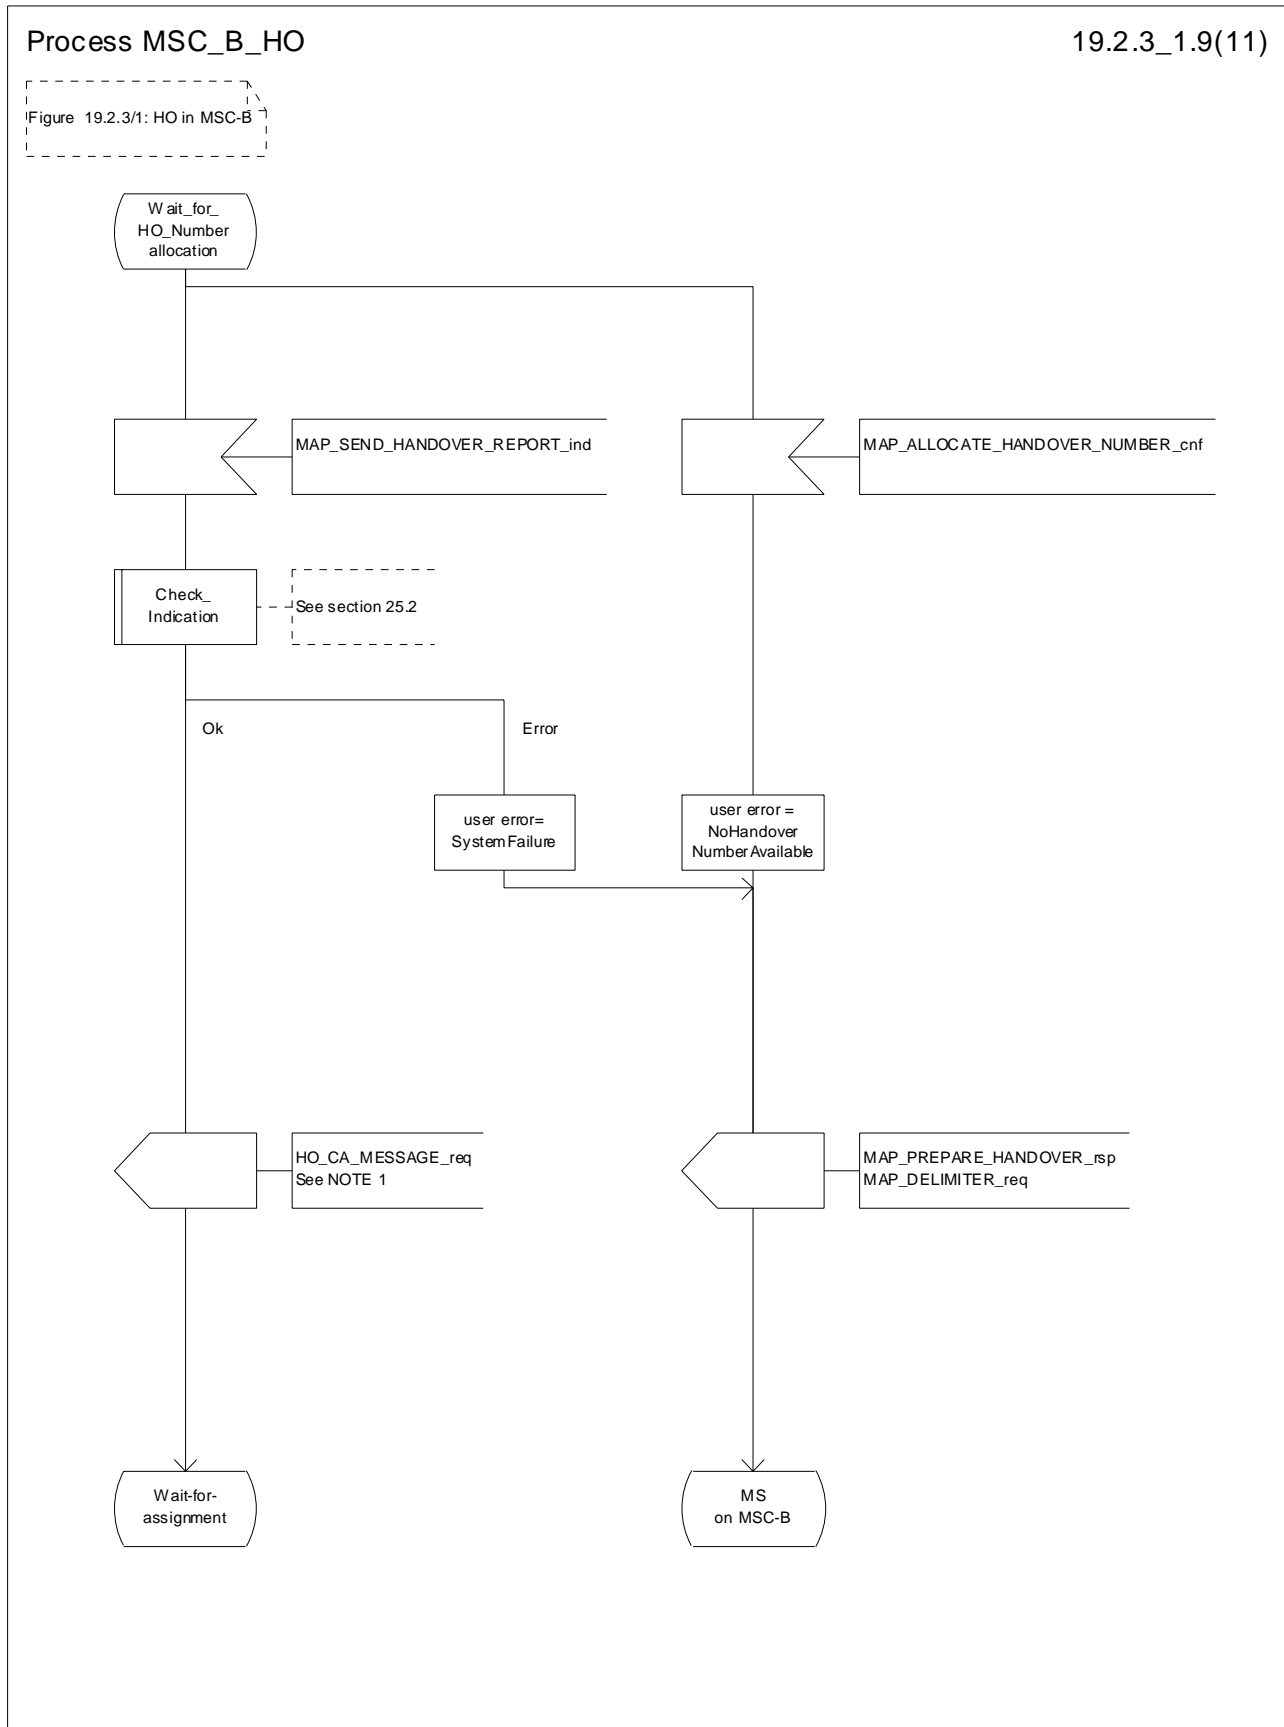 Process MSC_B_HO
19.2.3_1.9(11)
Figure 19.2.3/1: HO in MSC-B
Wait_for_
HO_Number
allocation
MAP_SEND_HANDOVER_REPORT_ind
MAP_ALLOCATE_HANDOVER_NUMBER_cnf
Check_
Indication
See section 25.2
Ok
Error
user error=
SystemFailure
user error =
NoHandover
NumberAvailable
HO_CA_MESSAGE_req
See NOTE 1
MAP_PREPARE_HANDOVER_rsp
MAP_DELIMITER_req
Wait-for-
assignment
MS
on MSC-B